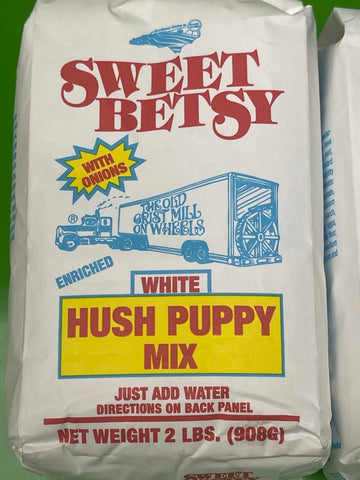 SWEET
BETSY
WITH
ONIONS
THE OLD
GRIST MILL
ON WHEELS
®
ENRICHED
WHITE
HUSH PUPPY
MIX
JUST ADD WATER
DIRECTIONS ON BACK PANEL
NET WEIGHT 2 LBS. (908G)
SWEET